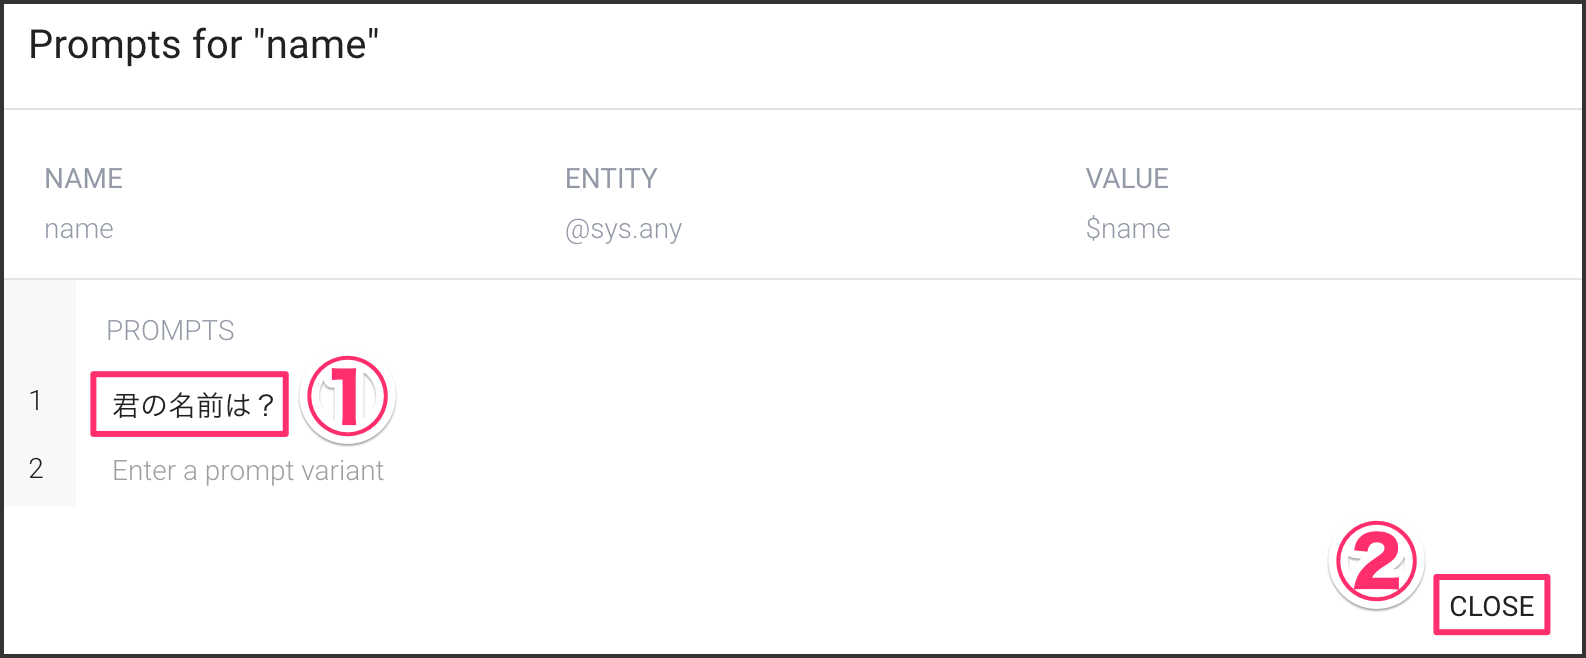 Prompts for "name"
NAME ENTITY VALUE
name @sys.any $name
PROMPTS
1 君の名前は？ ①
2 Enter a prompt variant
②
CLOSE